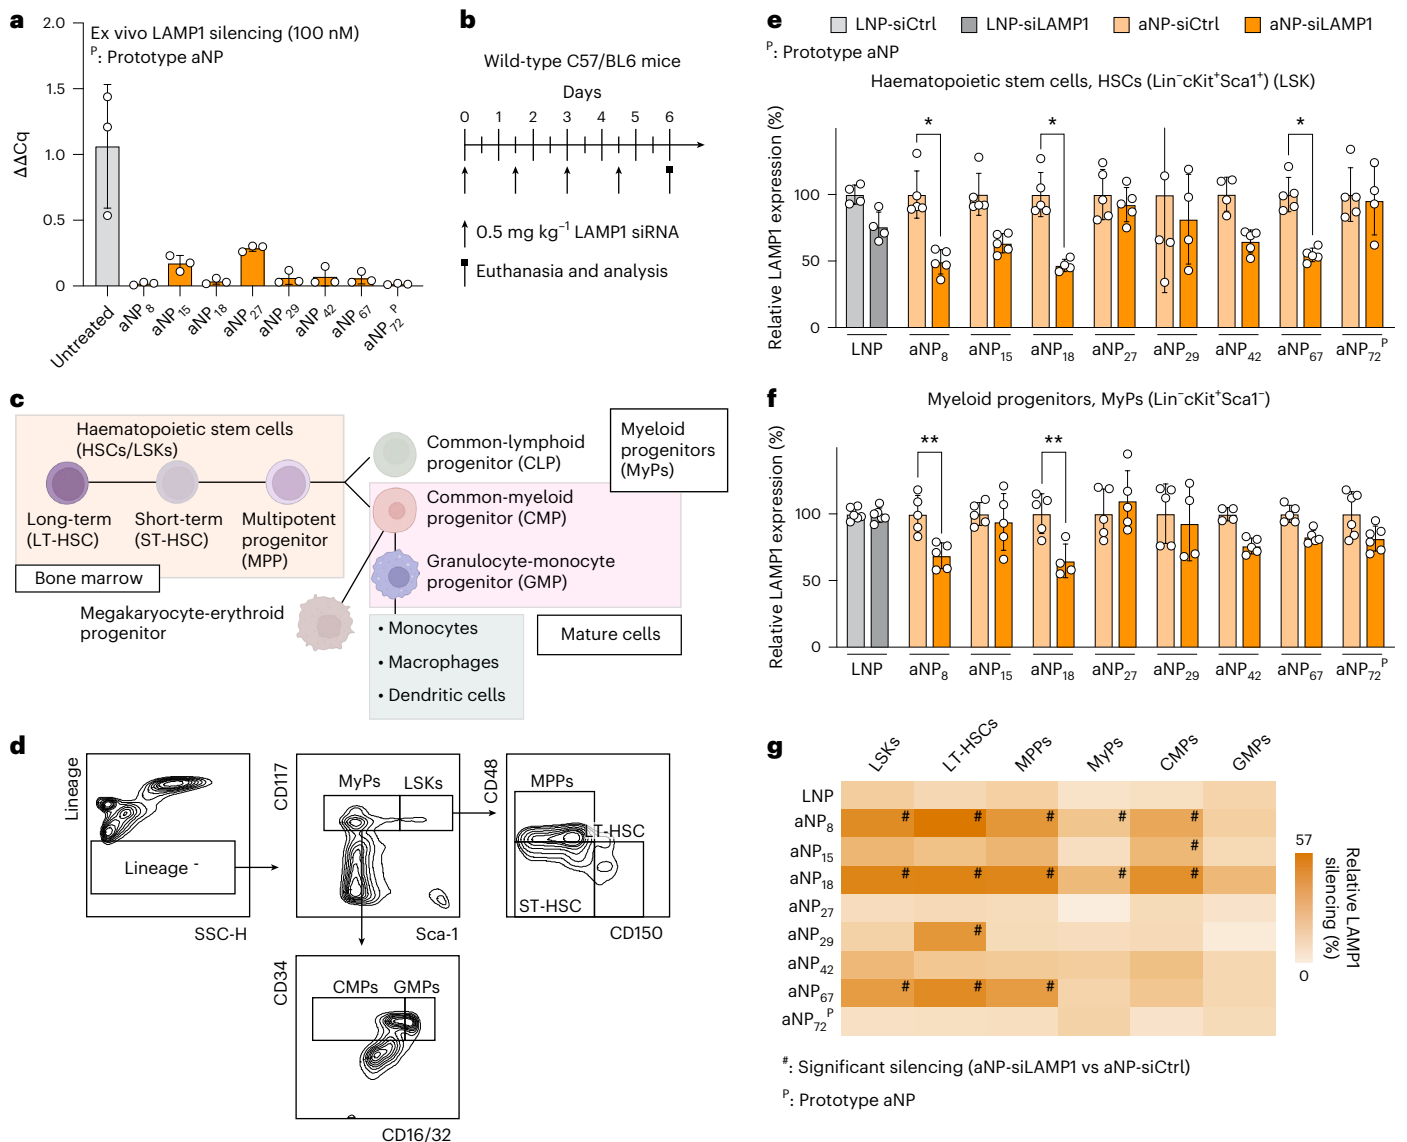 a
2.0
1.5
1.0
0.5
0
ΔΔCq
Ex vivo LAMP1 silencing (100 nM)
P: Prototype aNP
Untreated
aNP8
aNP15
aNP18
aNP27
aNP29
aNP42
aNP67
aNP72P
b
Wild-type C57/BL6 mice
Days
0 1 2 3 4 5 6
0.5 mg kg−1 LAMP1 siRNA
Euthanasia and analysis
c
Haematopoietic stem cells
(HSCs/LSKs)
Long-term
(LT-HSC)
Short-term
(ST-HSC)
Multipotent
progenitor
(MPP)
Bone marrow
Common-lymphoid
progenitor (CLP)
Myeloid
progenitors
(MyPs)
Common-myeloid
progenitor (CMP)
Granulocyte-monocyte
progenitor (GMP)
Megakaryocyte-erythroid
progenitor
• Monocytes
• Macrophages
• Dendritic cells
Mature cells
d
Lineage
Lineage -
SSC-H
CD117
MyPs
LSKs
Sca-1
CD48
MPPs
LT-HSC
ST-HSC
CD150
CD34
CMPs
GMPs
CD16/32
e
LNP-siCtrl
LNP-siLAMP1
aNP-siCtrl
aNP-siLAMP1
P: Prototype aNP
Haematopoietic stem cells, HSCs (Lin−cKit+Sca1+) (LSK)
Relative LAMP1 expression (%)
100
50
0
*
*
*
LNP
aNP8
aNP15
aNP18
aNP27
aNP29
aNP42
aNP67
aNP72P
f
Myeloid progenitors, MyPs (Lin−cKit+Sca1−)
Relative LAMP1 expression (%)
100
50
0
**
**
LNP
aNP8
aNP15
aNP18
aNP27
aNP29
aNP42
aNP67
aNP72P
g
LSKs
LT-HSCs
MPPs
MyPs
CMPs
GMPs
LNP
aNP8 # # # # #
aNP15 #
aNP18 # # # # #
aNP27
aNP29 #
aNP42
aNP67 # # #
aNP72P
57
0
Relative LAMP1
silencing (%)
#: Significant silencing (aNP-siLAMP1 vs aNP-siCtrl)
P: Prototype aNP